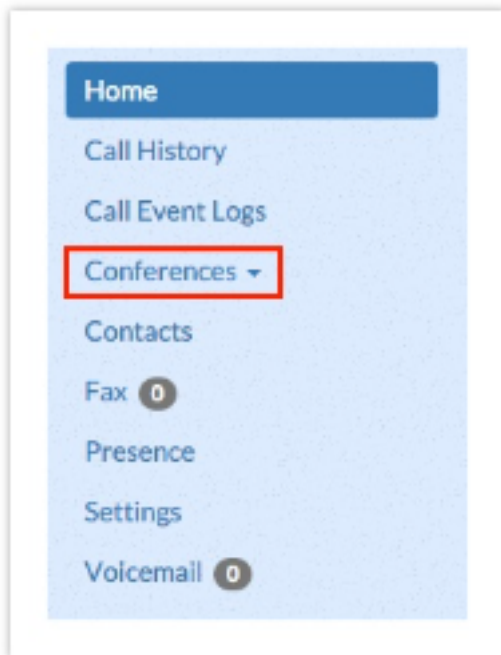 Home
Call History
Call Event Logs
Conferences
Contacts
Fax 0
Presence
Settings
Voicemail 0